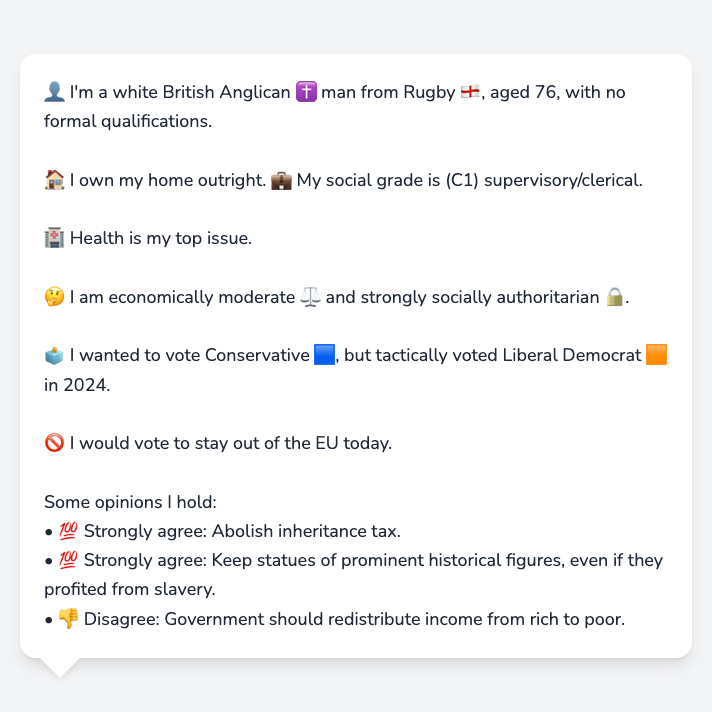 👤 I'm a white British Anglican ✝️ man from Rugby 🏴󠁧󠁢󠁥󠁮󠁧󠁿, aged 76, with no
formal qualifications.
🏠 I own my home outright. 💼 My social grade is (C1) supervisory/clerical.
🏥 Health is my top issue.
🤔 I am economically moderate ⚖️ and strongly socially authoritarian 🔒.
🗳️ I wanted to vote Conservative 🟦, but tactically voted Liberal Democrat 🟧
in 2024.
🚫 I would vote to stay out of the EU today.
Some opinions I hold:
• 💯 Strongly agree: Abolish inheritance tax.
• 💯 Strongly agree: Keep statues of prominent historical figures, even if they
profited from slavery.
• 👎 Disagree: Government should redistribute income from rich to poor.